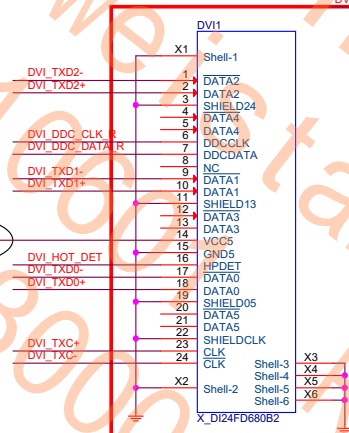 DVI1
X1 Shell-1
DVI_TXD2- 1 DATA2
DVI_TXD2+ 2 DATA2
3 SHIELD24
4 DATA4
5 DATA4
DVI_DDC_CLK_R 6 DDCCLK
DVI_DDC_DATA_R 7 DDCDATA
8 NC
DVI_TXD1- 9 DATA1
DVI_TXD1+ 10 DATA1
11 SHIELD13
12 DATA3
13 DATA3
14 VCC5
15 GND5
DVI_HOT_DET 16 HPDET
DVI_TXD0- 17 DATA0
DVI_TXD0+ 18 DATA0
19 SHIELD05
20 DATA5
21 DATA5
22 SHIELDCLK
DVI_TXC+ 23 CLK
DVI_TXC- 24 CLK
Shell-3 X3
Shell-4 X4
X2 Shell-2 Shell-5 X5
Shell-6 X6
X_DI24FD680B2